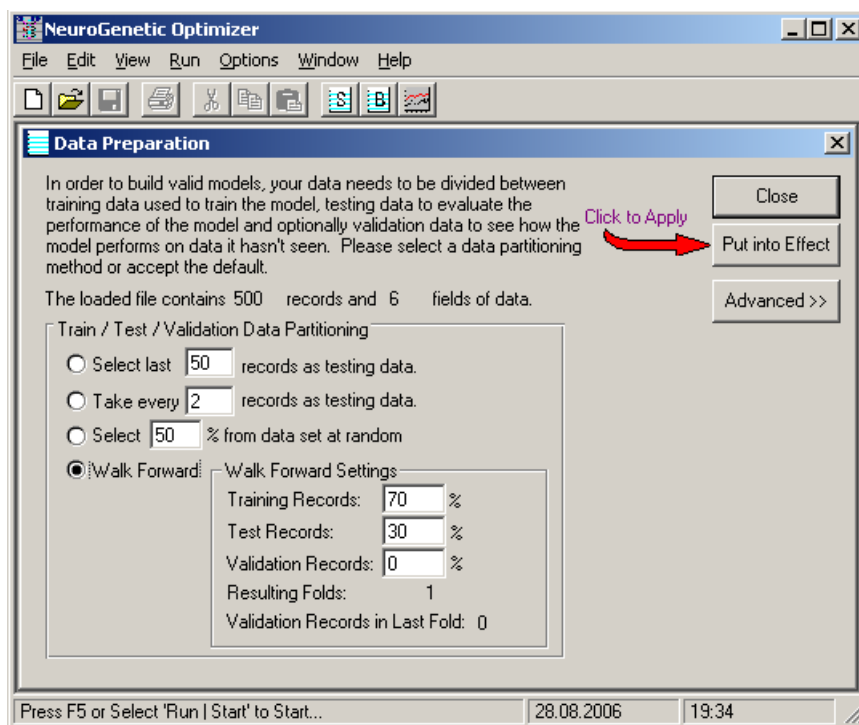 NeuroGenetic Optimizer
File Edit View Run Options Window Help
S B
Data Preparation
In order to build valid models, your data needs to be divided between
training data used to train the model, testing data to evaluate the
performance of the model and optionally validation data to see how the
model performs on data it hasn't seen. Please select a data partitioning
method or accept the default.
Close
Click to Apply
Put into Effect
Advanced >>
The loaded file contains 500 records and 6 fields of data.
Train / Test / Validation Data Partitioning
Select last 50 records as testing data.
Take every 2 records as testing data.
Select 50 % from data set at random
Walk Forward
Walk Forward Settings
Training Records: 70 %
Test Records: 30 %
Validation Records: 0 %
Resulting Folds: 1
Validation Records in Last Fold: 0
Press F5 or Select 'Run | Start' to Start... 28.08.2006 19:34